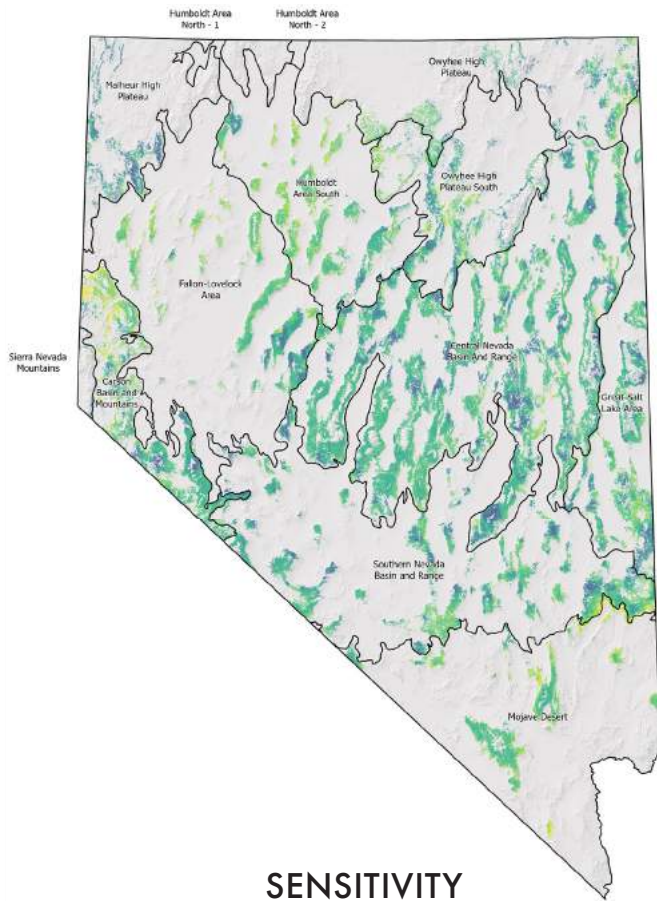 Humboldt Area
North - 1
Humboldt Area
North - 2
Malheur High
Plateau
Owyhee High
Plateau
Humboldt
Area South
Owyhee High
Plateau South
Fallon-Lovelock
Area
Sierra Nevada
Mountains
Carson
Basin and
Mountains
Central Nevada
Basin And Range
Great Salt
Lake Area
Southern Nevada
Basin and Range
Mojave Desert
SENSITIVITY